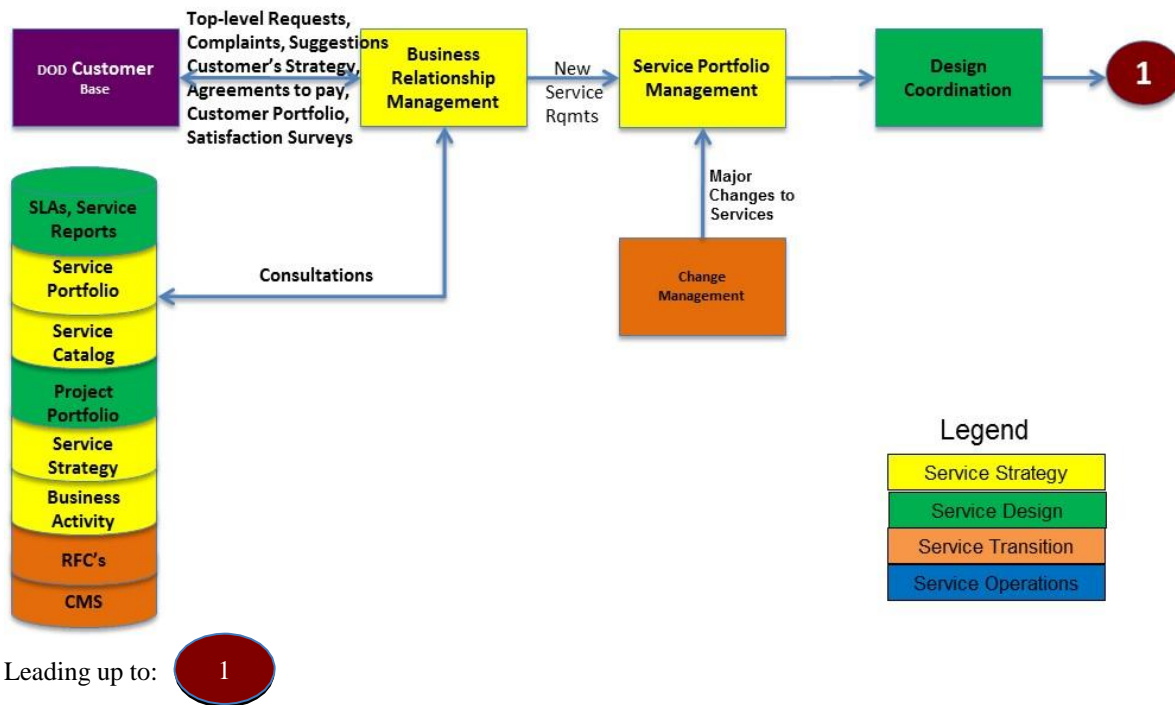 DOD Customer
Base
Top-level Requests,
Complaints, Suggestions
Customer's Strategy,
Agreements to pay,
Customer Portfolio,
Satisfaction Surveys
Business
Relationship
Management
New
Service
Rqmts
Service Portfolio
Management
Design
Coordination
1
SLAs, Service
Reports
Service
Portfolio
Service
Catalog
Project
Portfolio
Service
Strategy
Business
Activity
RFC's
CMS
Consultations
Major
Changes to
Services
Change
Management
Legend
Service Strategy
Service Design
Service Transition
Service Operations
Leading up to: 1